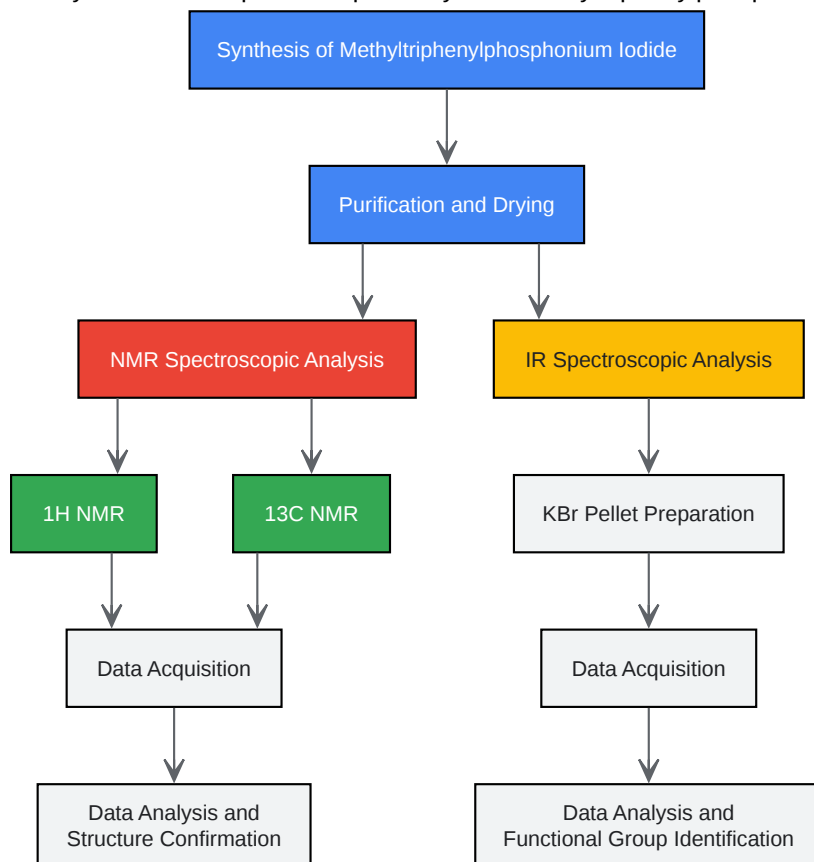 Synthesis of Methyltriphenylphosphonium Iodide
Purification and Drying
NMR Spectroscopic Analysis
IR Spectroscopic Analysis
1H NMR
13C NMR
KBr Pellet Preparation
Data Acquisition
Data Acquisition
Data Analysis and
Structure Confirmation
Data Analysis and
Functional Group Identification